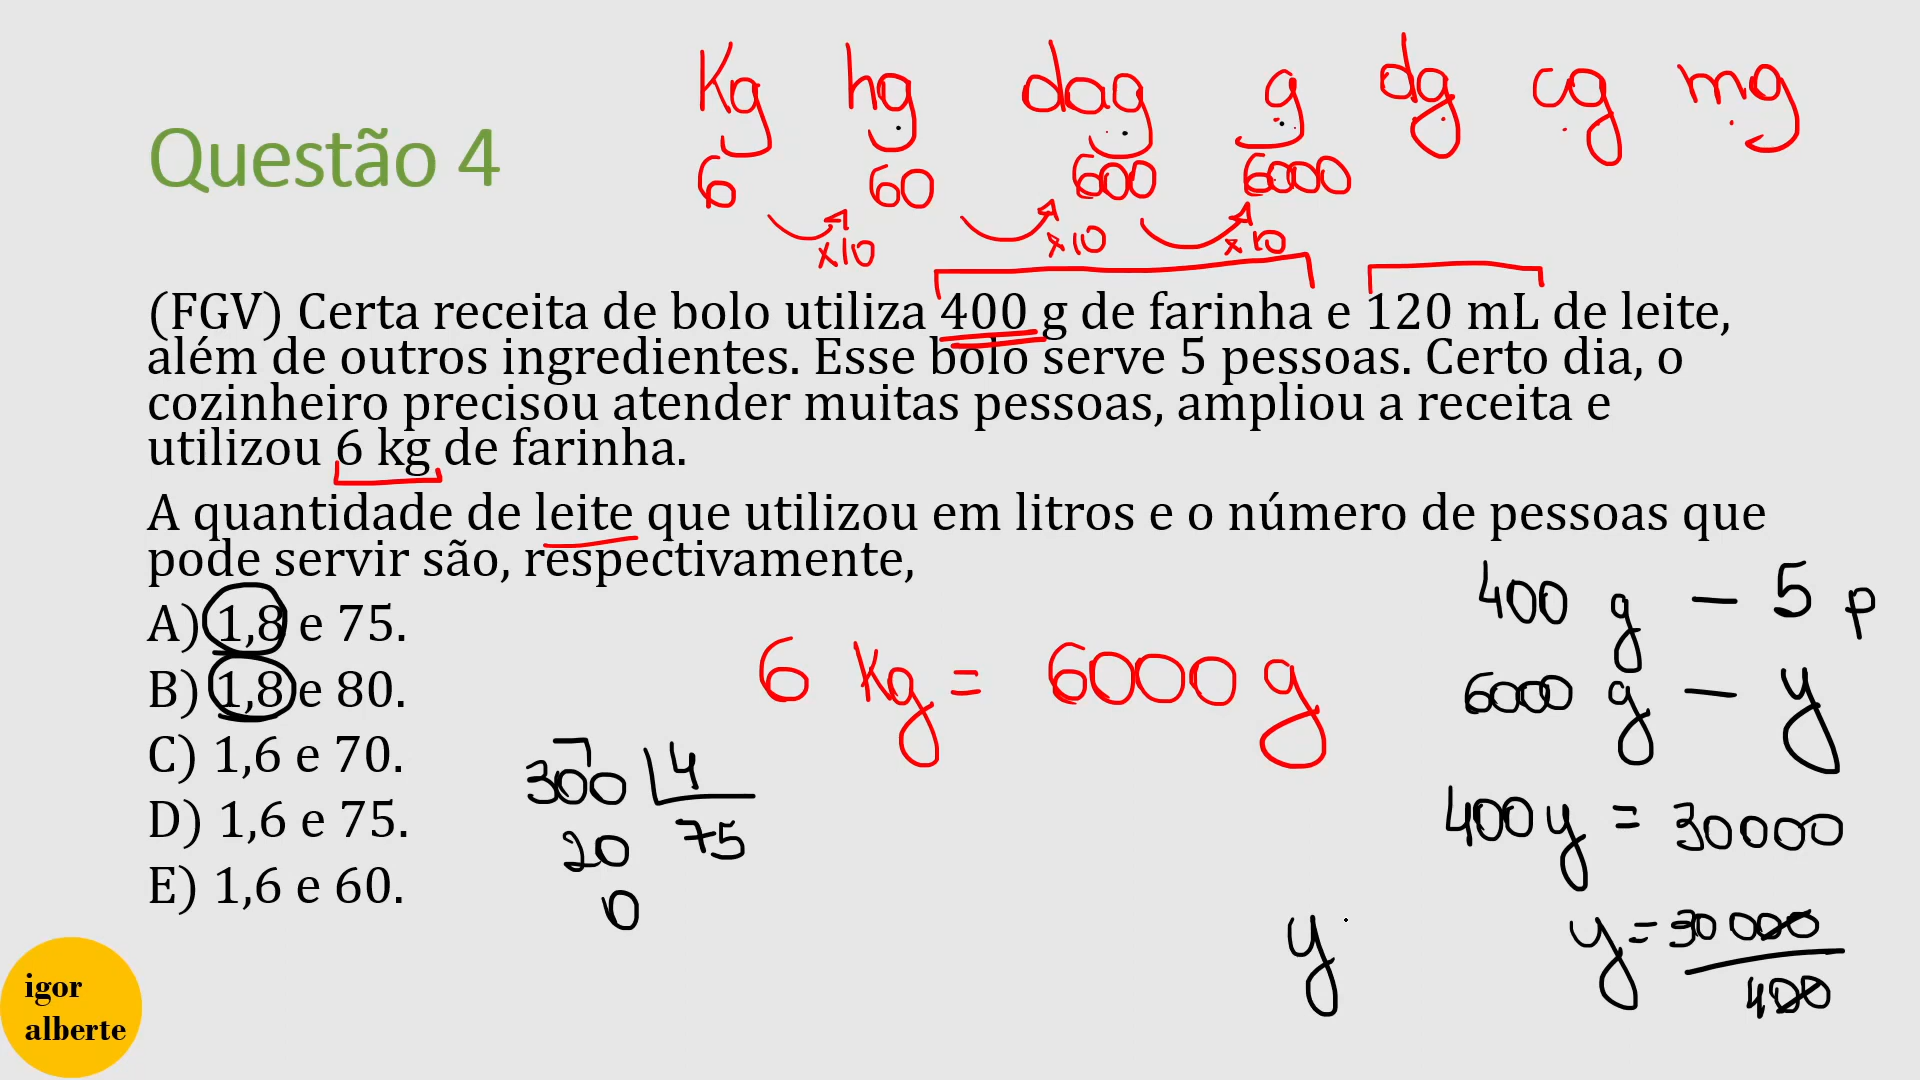 Kg hg dag g dg cg mg
Questão 4
6 60 600 6000
x10 x10 x10
(FGV) Certa receita de bolo utiliza 400 g de farinha e 120 mL de leite,
além de outros ingredientes. Esse bolo serve 5 pessoas. Certo dia, o
cozinheiro precisou atender muitas pessoas, ampliou a receita e
utilizou 6 kg de farinha.
A quantidade de leite que utilizou em litros e o número de pessoas que
pode servir são, respectivamente,
A) 1,8 e 75.
B) 1,8 e 80.
C) 1,6 e 70.
D) 1,6 e 75.
E) 1,6 e 60.
6 Kg = 6000 g
300 4
20 75
0
400 g - 5 p
6000 g - y
400 y = 30000
y = 30000
400
y
igor
alberte